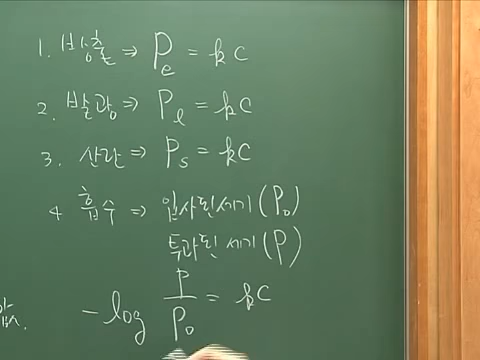 1. 방출 ⇒ Pe = kC
2. 발광 ⇒ Pl = kC
3. 산란 ⇒ Ps = kC
4 흡수 ⇒ 입사된세기 (P₀)
투과된 세기 (P)
-log P/P₀ = kC